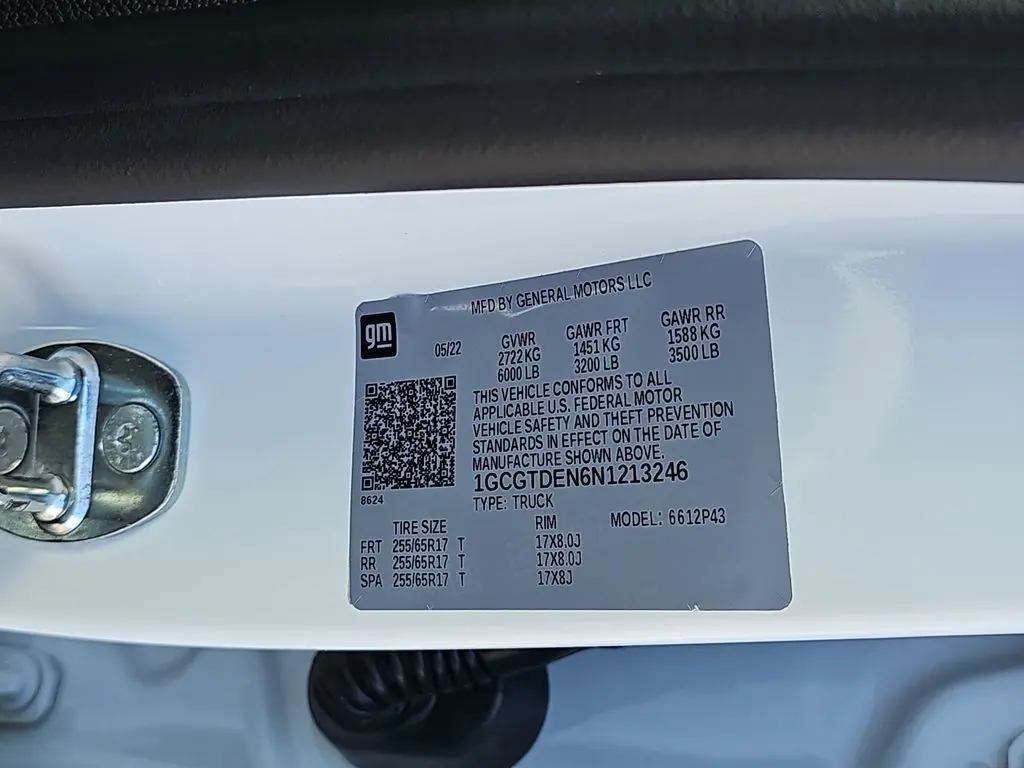 MFD BY GENERAL MOTORS LLC
gm
05/22
GVWR
2722 KG
6000 LB
GAWR FRT
1451 KG
3200 LB
GAWR RR
1588 KG
3500 LB
THIS VEHICLE CONFORMS TO ALL
APPLICABLE U.S. FEDERAL MOTOR
VEHICLE SAFETY AND THEFT PREVENTION
STANDARDS IN EFFECT ON THE DATE OF
MANUFACTURE SHOWN ABOVE.
1GCGTDEN6N1213246
8624
TYPE: TRUCK
MODEL: 6612P43
TIRE SIZE RIM
FRT 255/65R17 T 17X8.0J
RR 255/65R17 T 17X8.0J
SPA 255/65R17 T 17X8J